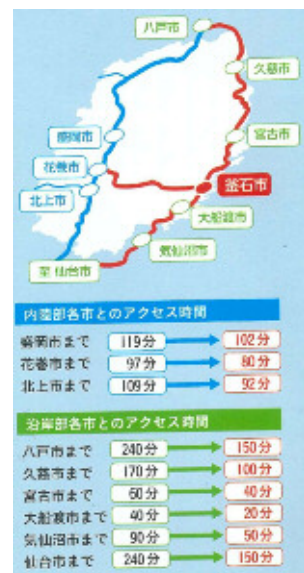 八戸市
久慈市
盛岡市
宮古市
花巻市
釜石市
北上市
大船渡市
気仙沼市
至 仙台市
内陸部各市とのアクセス時間
盛岡市まで 119分 102分
花巻市まで 97分 80分
北上市まで 109分 92分
沿岸部各市とのアクセス時間
八戸市まで 240分 150分
久慈市まで 170分 100分
宮古市まで 60分 40分
大船渡市まで 40分 20分
気仙沼市まで 90分 50分
仙台市まで 240分 150分